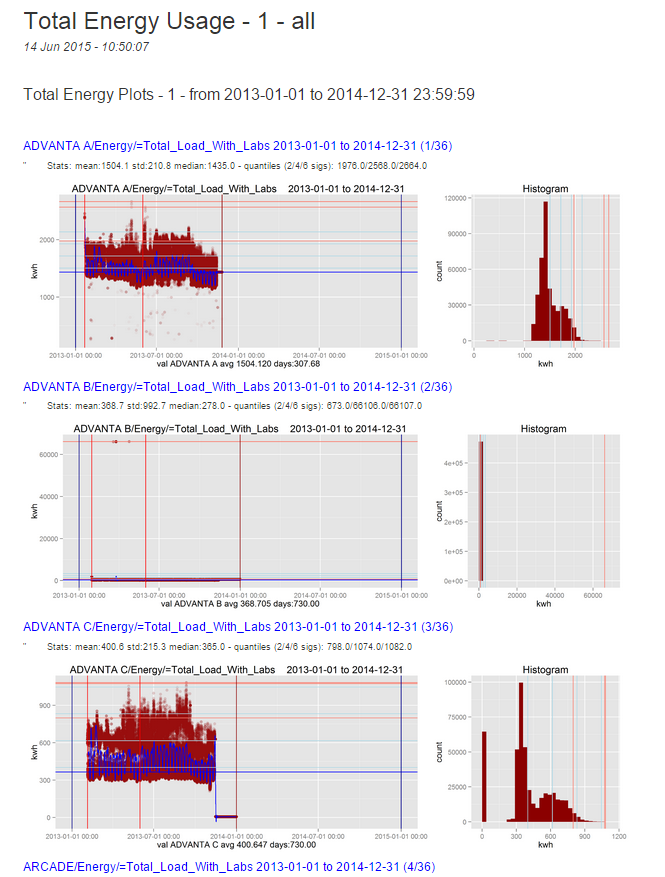 Total Energy Usage - 1 - all
14 Jun 2015 - 10:50:07
Total Energy Plots - 1 - from 2013-01-01 to 2014-12-31 23:59:59
ADVANTA A/Energy/=Total_Load_With_Labs 2013-01-01 to 2014-12-31 (1/36)
" Stats: mean:1504.1 std:210.8 median:1435.0 - quantiles (2/4/6 sigs): 1976.0/2568.0/2664.0
ADVANTA A/Energy/=Total_Load_With_Labs 2013-01-01 to 2014-12-31
kwh
2000
1000
2013-01-01 00:00 2013-07-01 00:00 2014-01-01 00:00 2014-07-01 00:00 2015-01-01 00:00
val ADVANTA A avg 1504.120 days:307.68
Histogram
count
120000
90000
60000
30000
0
0 1000 2000
kwh
ADVANTA B/Energy/=Total_Load_With_Labs 2013-01-01 to 2014-12-31 (2/36)
" Stats: mean:368.7 std:992.7 median:278.0 - quantiles (2/4/6 sigs): 673.0/66106.0/66107.0
ADVANTA B/Energy/=Total_Load_With_Labs 2013-01-01 to 2014-12-31
kwh
60000
40000
20000
0
2013-01-01 00:00 2013-07-01 00:00 2014-01-01 00:00 2014-07-01 00:00 2015-01-01 00:00
val ADVANTA B avg 368.705 days:730.00
Histogram
count
4e+05
3e+05
2e+05
1e+05
0e+00
0 20000 40000 60000
kwh
ADVANTA C/Energy/=Total_Load_With_Labs 2013-01-01 to 2014-12-31 (3/36)
" Stats: mean:400.6 std:215.3 median:365.0 - quantiles (2/4/6 sigs): 798.0/1074.0/1082.0
ADVANTA C/Energy/=Total_Load_With_Labs 2013-01-01 to 2014-12-31
kwh
900
600
300
0
2013-01-01 00:00 2013-07-01 00:00 2014-01-01 00:00 2014-07-01 00:00 2015-01-01 00:00
val ADVANTA C avg 400.647 days:730.00
Histogram
count
100000
75000
50000
25000
0
0 300 600 900 1200
kwh
ARCADE/Energy/=Total_Load_With_Labs 2013-01-01 to 2014-12-31 (4/36)